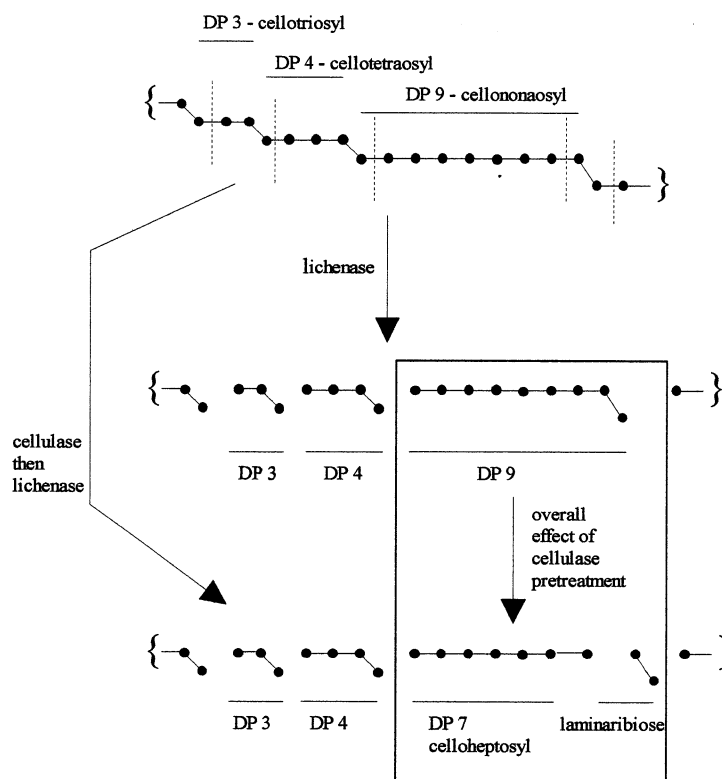 DP 3 - cellotriosyl
DP 4 - cellotetraosyl
DP 9 - cellononaosyl
{
}
lichenase
{
}
cellulase
then
lichenase
DP 3
DP 4
DP 9
overall
effect of
cellulase
pretreatment
{
}
DP 3
DP 4
DP 7
celloheptosyl
laminaribiose